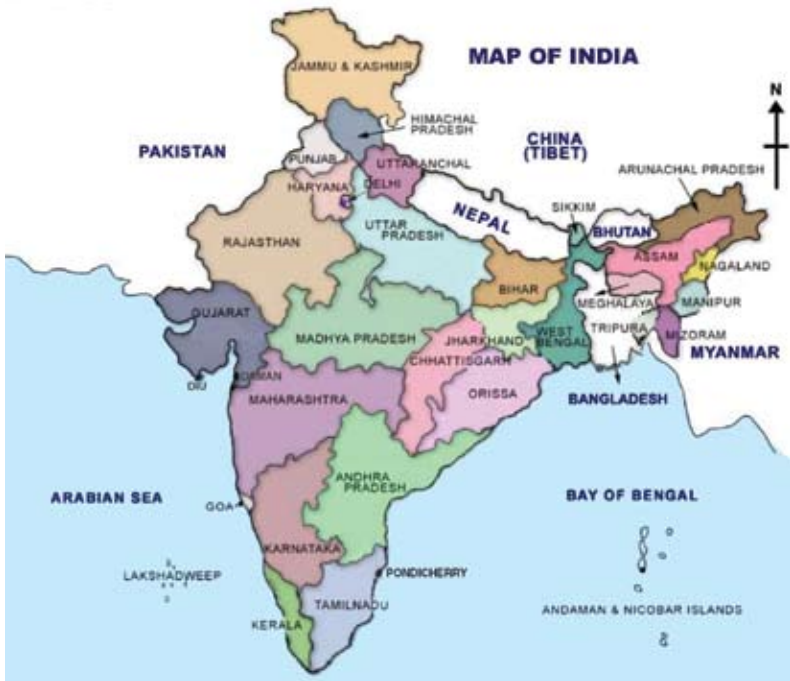 JAMMU & KASHMIR
MAP OF INDIA
N
HIMACHAL
PRADESH
PAKISTAN
PUNJAB
UTTARANCHAL
CHINA
(TIBET)
ARUNACHAL PRADESH
HARYANA
DELHI
SIKKIM
NEPAL
BHUTAN
UTTAR
PRADESH
RAJASTHAN
ASSAM
NAGALAND
BIHAR
MEGHALAYA
MANIPUR
GUJARAT
MADHYA PRADESH
JHARKHAND
WEST
BENGAL
TRIPURA
MIZORAM
CHHATTISGARH
MYANMAR
DIU
DAMAN
MAHARASHTRA
ORISSA
BANGLADESH
ANDHRA
PRADESH
ARABIAN SEA
BAY OF BENGAL
GOA
KARNATAKA
LAKSHADWEEP
PONDICHERRY
TAMILNADU
ANDAMAN & NICOBAR ISLANDS
KERALA